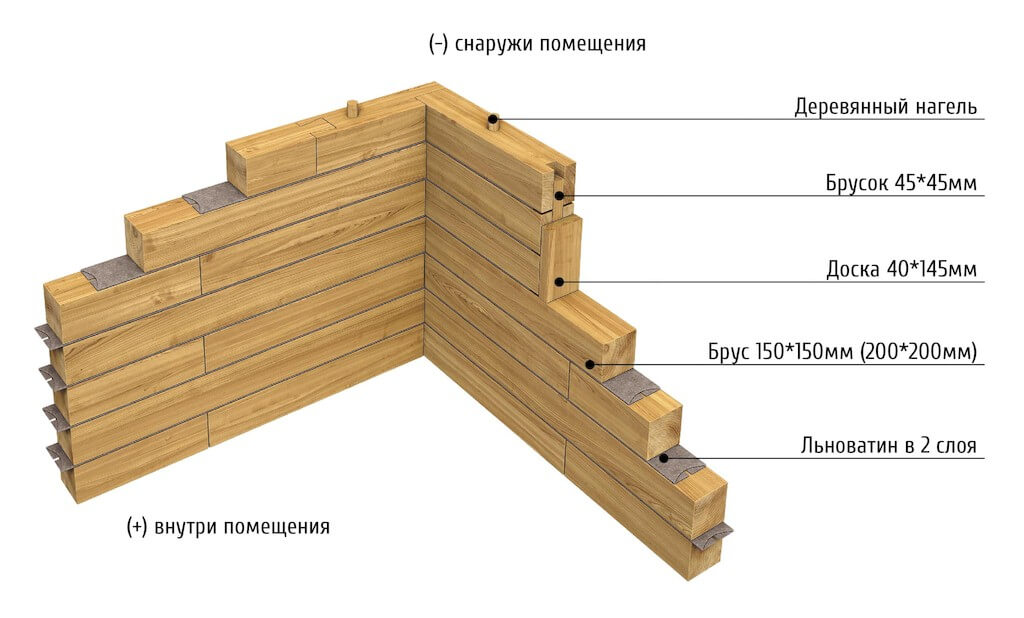 (-) снаружи помещения
Деревянный нагель
Брусок 45*45мм
Доска 40*145мм
Брус 150*150мм (200*200мм)
Льноватин в 2 слоя
(+) внутри помещения